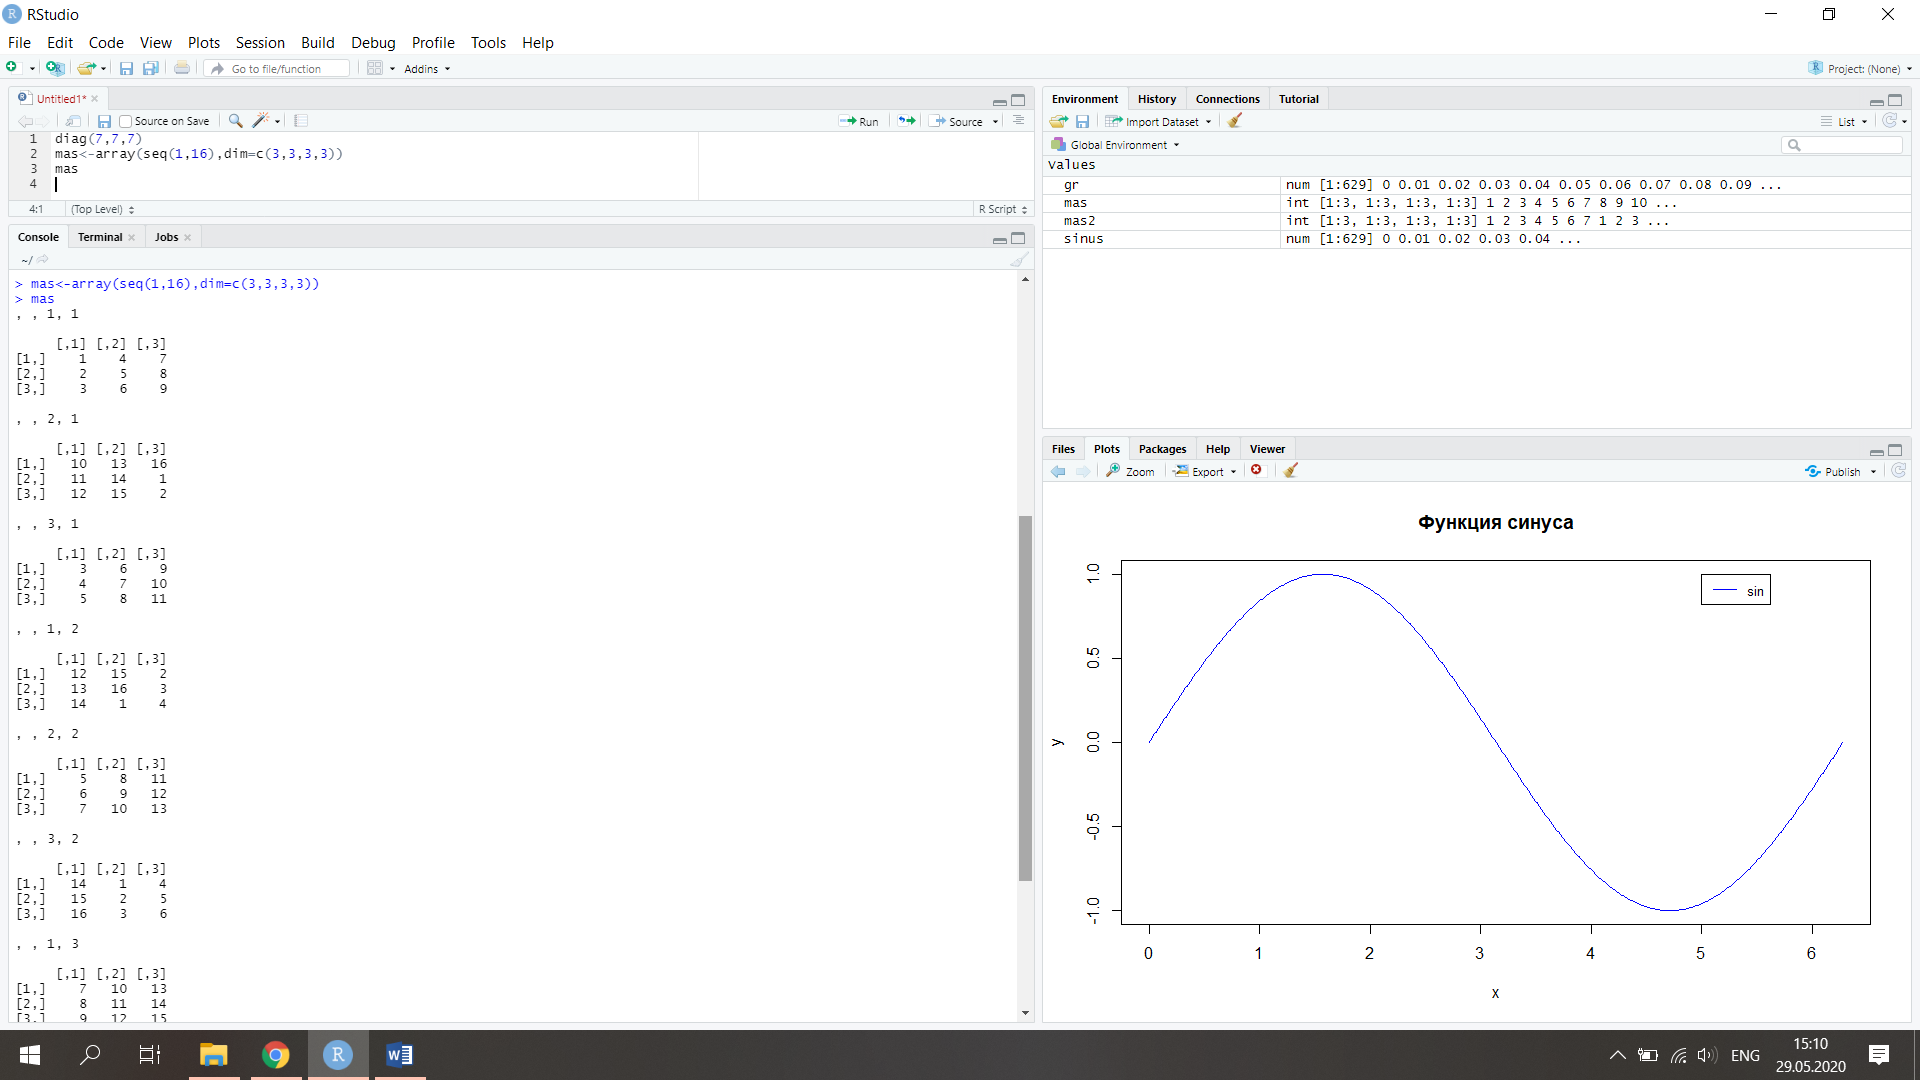 RStudio
File Edit Code View Plots Session Build Debug Profile Tools Help
Go to file/function Addins Project: (None)
Untitled1*
Source on Save Run Source
1 diag(7,7,7)
2 mas<-array(seq(1,16),dim=c(3,3,3,3))
3 mas
4
4:1 (Top Level) R Script
Console Terminal Jobs
~/
> mas<-array(seq(1,16),dim=c(3,3,3,3))
> mas
, , 1, 1
[,1] [,2] [,3]
[1,] 1 4 7
[2,] 2 5 8
[3,] 3 6 9
, , 2, 1
[,1] [,2] [,3]
[1,] 10 13 16
[2,] 11 14 1
[3,] 12 15 2
, , 3, 1
[,1] [,2] [,3]
[1,] 3 6 9
[2,] 4 7 10
[3,] 5 8 11
, , 1, 2
[,1] [,2] [,3]
[1,] 12 15 2
[2,] 13 16 3
[3,] 14 1 4
, , 2, 2
[,1] [,2] [,3]
[1,] 5 8 11
[2,] 6 9 12
[3,] 7 10 13
, , 3, 2
[,1] [,2] [,3]
[1,] 14 1 4
[2,] 15 2 5
[3,] 16 3 6
, , 1, 3
[,1] [,2] [,3]
[1,] 7 10 13
[2,] 8 11 14
[3,] 9 12 15
Environment History Connections Tutorial
Import Dataset List
Global Environment
Values
gr num [1:629] 0 0.01 0.02 0.03 0.04 0.05 0.06 0.07 0.08 0.09 ...
mas int [1:3, 1:3, 1:3, 1:3] 1 2 3 4 5 6 7 8 9 10 ...
mas2 int [1:3, 1:3, 1:3, 1:3] 1 2 3 4 5 6 7 1 2 3 ...
sinus num [1:629] 0 0.01 0.02 0.03 0.04 ...
Files Plots Packages Help Viewer
Zoom Export Publish
Функция синуса
sin
1.0
0.5
0.0
-0.5
-1.0
y
0 1 2 3 4 5 6
x
ENG
15:10
29.05.2020